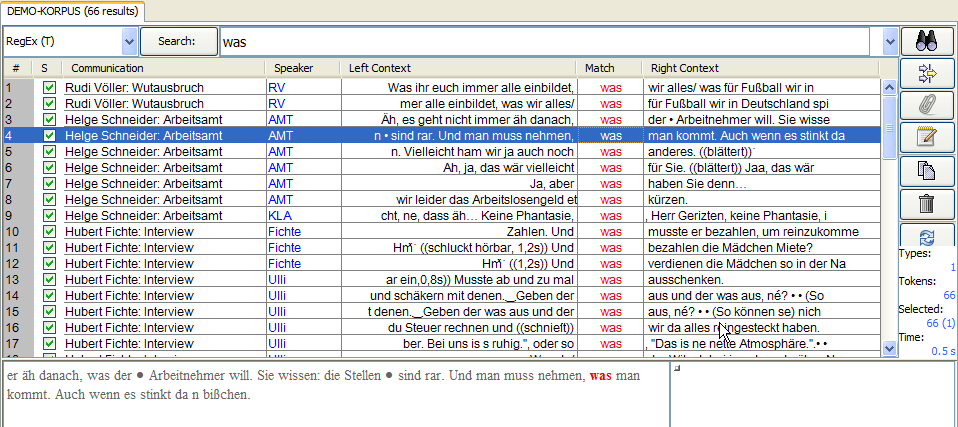 DEMO-KORPUS (66 results)
RegEx (T) Search: was
# S Communication Speaker Left Context Match Right Context
1 Rudi Völler: Wutausbruch RV Was ihr euch immer alle einbildet, was wir alles/ was für Fußball wir in
2 Rudi Völler: Wutausbruch RV mer alle einbildet, was wir alles/ was für Fußball wir in Deutschland spi
3 Helge Schneider: Arbeitsamt AMT Äh, es geht nicht immer äh danach, was der • Arbeitnehmer will. Sie wisse
4 Helge Schneider: Arbeitsamt AMT n • sind rar. Und man muss nehmen, was man kommt. Auch wenn es stinkt da
5 Helge Schneider: Arbeitsamt AMT n. Vielleicht ham wir ja auch noch was anderes. ((blättert))˙
6 Helge Schneider: Arbeitsamt AMT Ah, ja, das wär vielleicht was für Sie. ((blättert)) Jaa, das wär
7 Helge Schneider: Arbeitsamt AMT Ja, aber was haben Sie denn…
8 Helge Schneider: Arbeitsamt AMT wir leider das Arbeitslosengeld et was kürzen.
9 Helge Schneider: Arbeitsamt KLA cht, ne, dass äh… Keine Phantasie, was , Herr Gerizten, keine Phantasie, i
10 Hubert Fichte: Interview Fichte Zahlen. Und was musste er bezahlen, um reinzukomme
11 Hubert Fichte: Interview Fichte ((schluckt hörbar, 1,2s)) Und was bezahlen die Mädchen Miete?
12 Hubert Fichte: Interview Fichte ((1,2s)) Und was verdienen die Mädchen so in der Na
13 Hubert Fichte: Interview Ulli ar ein,0,8s)) Musste ab und zu mal was ausschenken.
14 Hubert Fichte: Interview Ulli und schäkern mit denen.‿Geben der was aus und der was aus, né? • • (So
15 Hubert Fichte: Interview Ulli t denen.‿Geben der was aus und der was aus, né? • • (So können se) nich
16 Hubert Fichte: Interview Ulli du Steuer rechnen und ((schnieft)) was wir da alles reingesteckt haben.
17 Hubert Fichte: Interview Ulli ber. Bei uns is s ruhig.", oder so was , "Das is ne nette Atmosphäre.".• •
Types:
1
Tokens:
66
Selected:
66 (1)
Time:
0.5 s
er äh danach, was der ● Arbeitnehmer will. Sie wissen: die Stellen ● sind rar. Und man muss nehmen, was man
kommt. Auch wenn es stinkt da n bißchen.